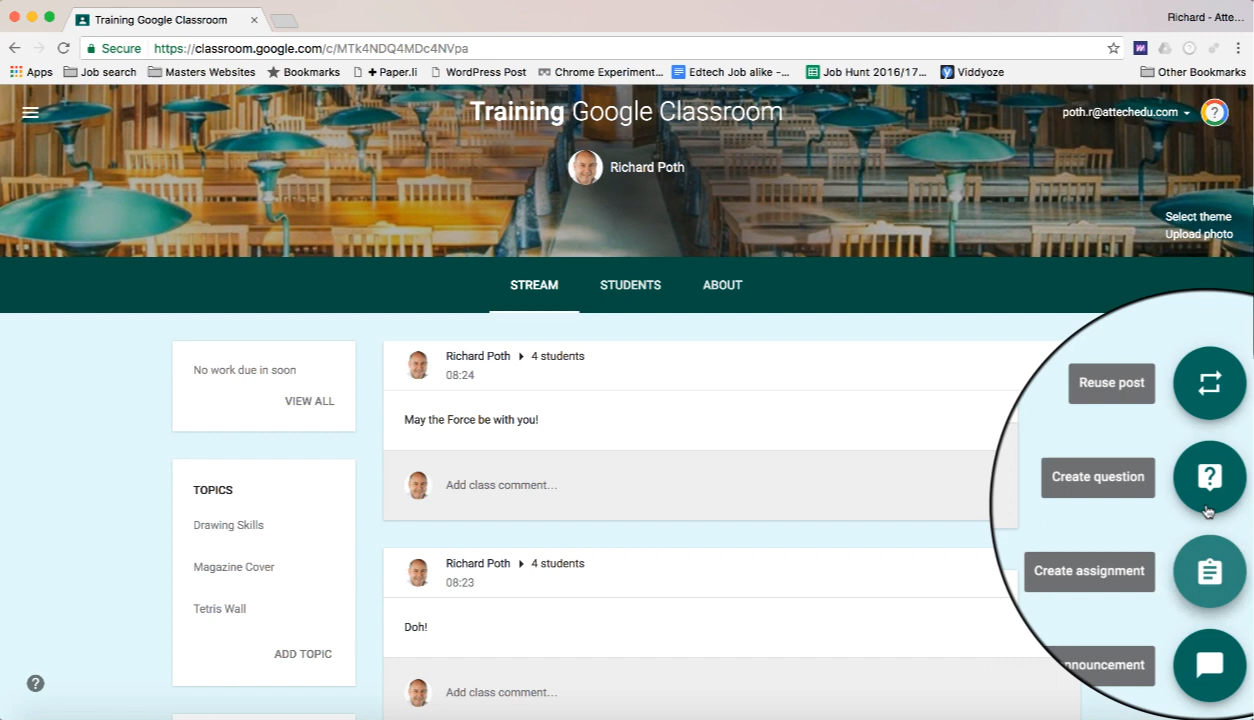 Training Google Classroom
Richard - Atte...
Secure https://classroom.google.com/c/MTk4NDQ4MDc4NVpa
Apps Job search Masters Websites Bookmarks + Paper.li WordPress Post Chrome Experiment... Edtech Job alike -... Job Hunt 2016/17... Viddyoze Other Bookmarks
Training Google Classroom
poth.r@attechedu.com
Richard Poth
Select theme
Upload photo
STREAM STUDENTS ABOUT
No work due in soon
VIEW ALL
TOPICS
Drawing Skills
Magazine Cover
Tetris Wall
ADD TOPIC
Richard Poth 4 students
08:24
May the Force be with you!
Add class comment...
Richard Poth 4 students
08:23
Doh!
Add class comment...
Reuse post
Create question
Create assignment
nnouncement